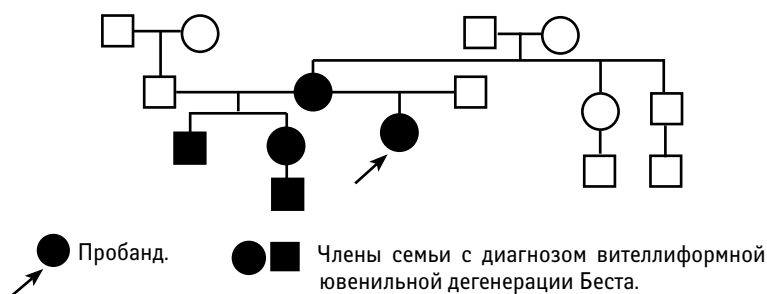 Пробанд.
Члены семьи с диагнозом вителлиформной
ювенильной дегенерации Беста.